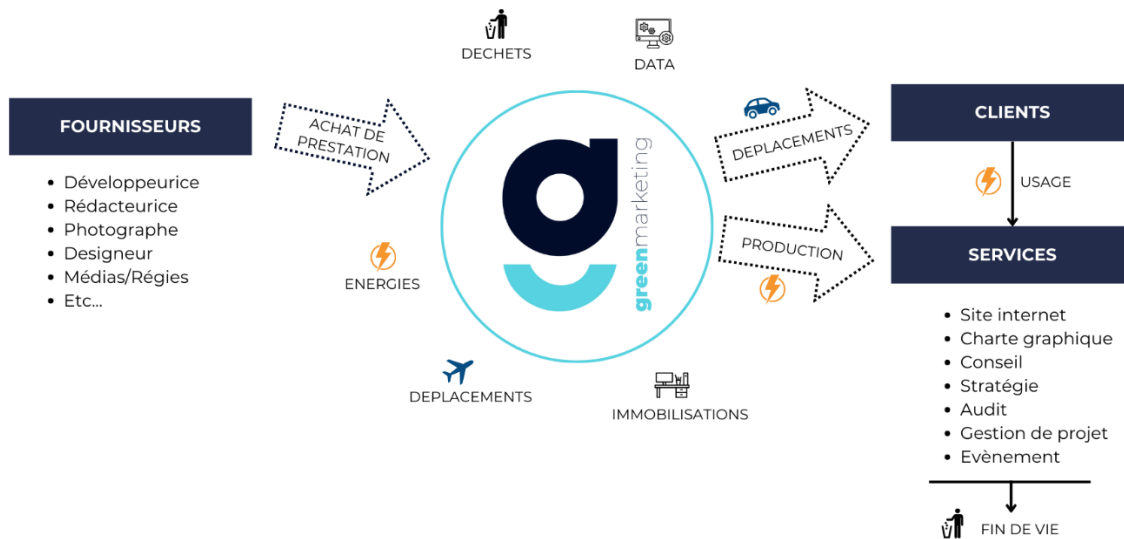 DECHETS
DATA
FOURNISSEURS
• Développeurice
• Rédacteurice
• Photographe
• Designeur
• Médias/Régies
• Etc...
ACHAT DE
PRESTATION
ENERGIES
DEPLACEMENTS
IMMOBILISATIONS
greenmarketing
DEPLACEMENTS
PRODUCTION
CLIENTS
USAGE
SERVICES
• Site internet
• Charte graphique
• Conseil
• Stratégie
• Audit
• Gestion de projet
• Evènement
FIN DE VIE